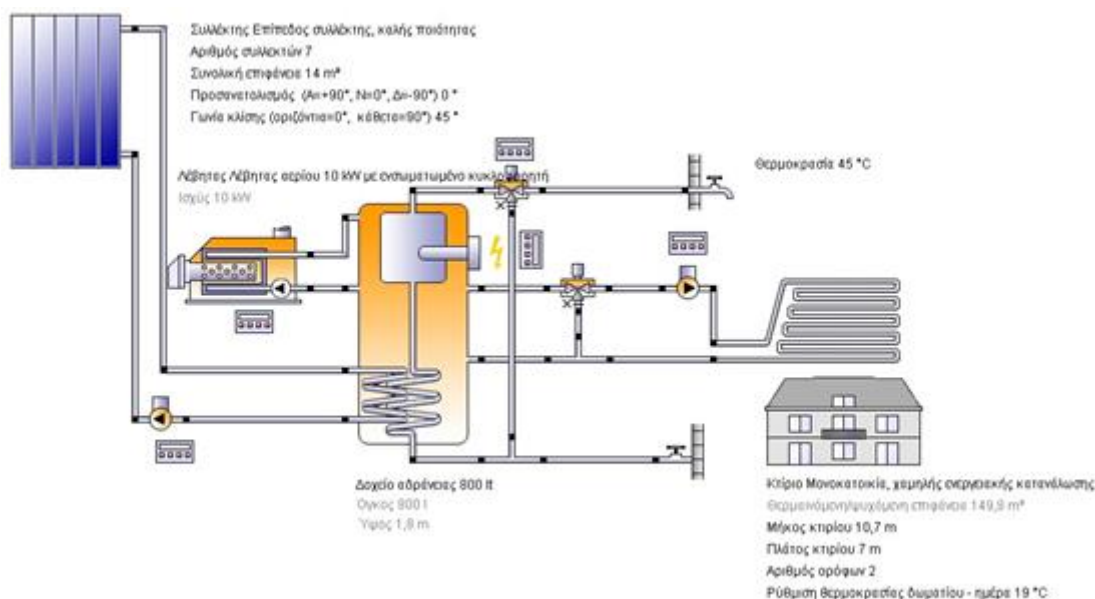 Συλλέκτης Επίπεδος συλλέκτης, καλής ποιότητας
Αριθμός συλλεκτών 7
Συνολική επιφάνεια 14 m²
Προσανατολισμός (Α=+90°, Ν=0°, Δ=-90°) 0 °
Γωνία κλίσης (οριζόντια=0°, κάθετα=90°) 45 °
Θερμοκρασία 45 °C
Λέβητας Λέβητας αερίου 10 kW με ενσωματωμένο κυκλοφορητή
Ισχύς 10 kW
Δοχείο αδράνειας 800 lt
Όγκος 800 l
Ύψος 1,8 m
Κτίριο Μονοκατοικία, χαμηλής ενεργειακής κατανάλωσης
Θερμαινόμενη/ψυχόμενη επιφάνεια 149,8 m²
Μήκος κτιρίου 10,7 m
Πλάτος κτιρίου 7 m
Αριθμός ορόφων 2
Ρύθμιση θερμοκρασίας δωματίου - ημέρα 19 °C